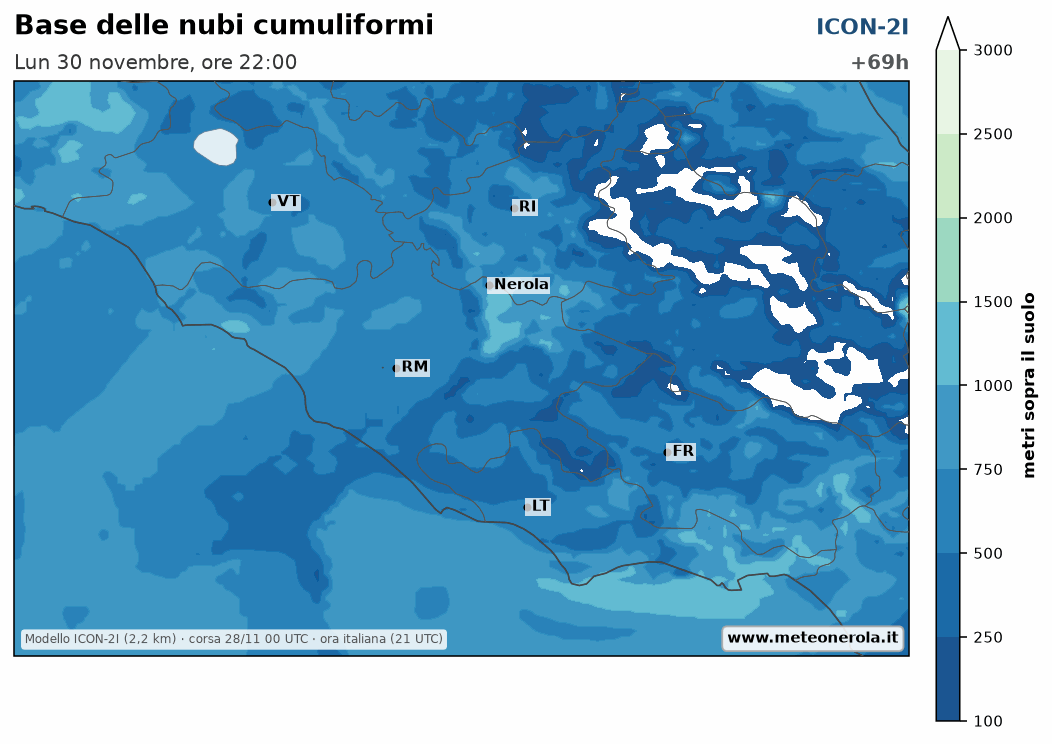 Base delle nubi cumuliformi
ICON-2I
Lun 30 novembre, ore 22:00
+69h
3000
2500
2000
1500
1000
750
500
250
100
metri sopra il suolo
VT
RI
Nerola
RM
FR
LT
Modello ICON-2I (2,2 km) · corsa 28/11 00 UTC · ora italiana (21 UTC)
www.meteonerola.it